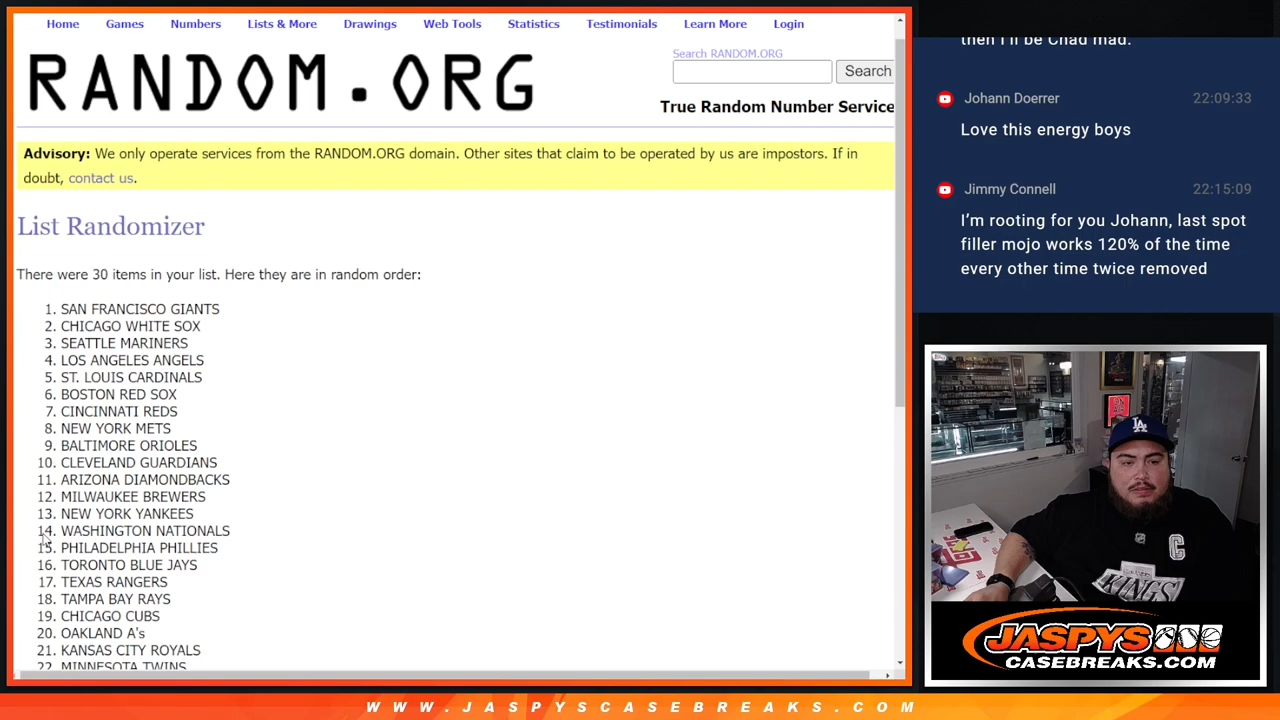 Home Games Numbers Lists & More Drawings Web Tools Statistics Testimonials Learn More Login
RANDOM.ORG
Search RANDOM.ORG
Search
True Random Number Service
Advisory: We only operate services from the RANDOM.ORG domain. Other sites that claim to be operated by us are impostors. If in
doubt, contact us.
List Randomizer
There were 30 items in your list. Here they are in random order:
1. SAN FRANCISCO GIANTS
2. CHICAGO WHITE SOX
3. SEATTLE MARINERS
4. LOS ANGELES ANGELS
5. ST. LOUIS CARDINALS
6. BOSTON RED SOX
7. CINCINNATI REDS
8. NEW YORK METS
9. BALTIMORE ORIOLES
10. CLEVELAND GUARDIANS
11. ARIZONA DIAMONDBACKS
12. MILWAUKEE BREWERS
13. NEW YORK YANKEES
14. WASHINGTON NATIONALS
15. PHILADELPHIA PHILLIES
16. TORONTO BLUE JAYS
17. TEXAS RANGERS
18. TAMPA BAY RAYS
19. CHICAGO CUBS
20. OAKLAND A's
21. KANSAS CITY ROYALS
22. MINNESOTA TWINS
then I'll be Chad mad.
Johann Doerrer 22:09:33
Love this energy boys
Jimmy Connell 22:15:09
I'm rooting for you Johann, last spot
filler mojo works 120% of the time
every other time twice removed
LA
C
KINGS
JASPYS
CASEBREAKS.COM
WWW.JASPYSCASEBREAKS.COM